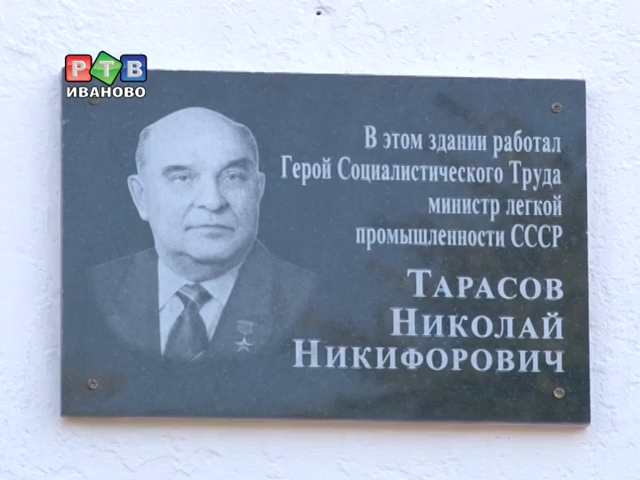 РТВ
ИВАНОВО
В этом здании работал
Герой Социалистического Труда
министр легкой
промышленности СССР
ТАРАСОВ
НИКОЛАЙ
НИКИФОРОВИЧ